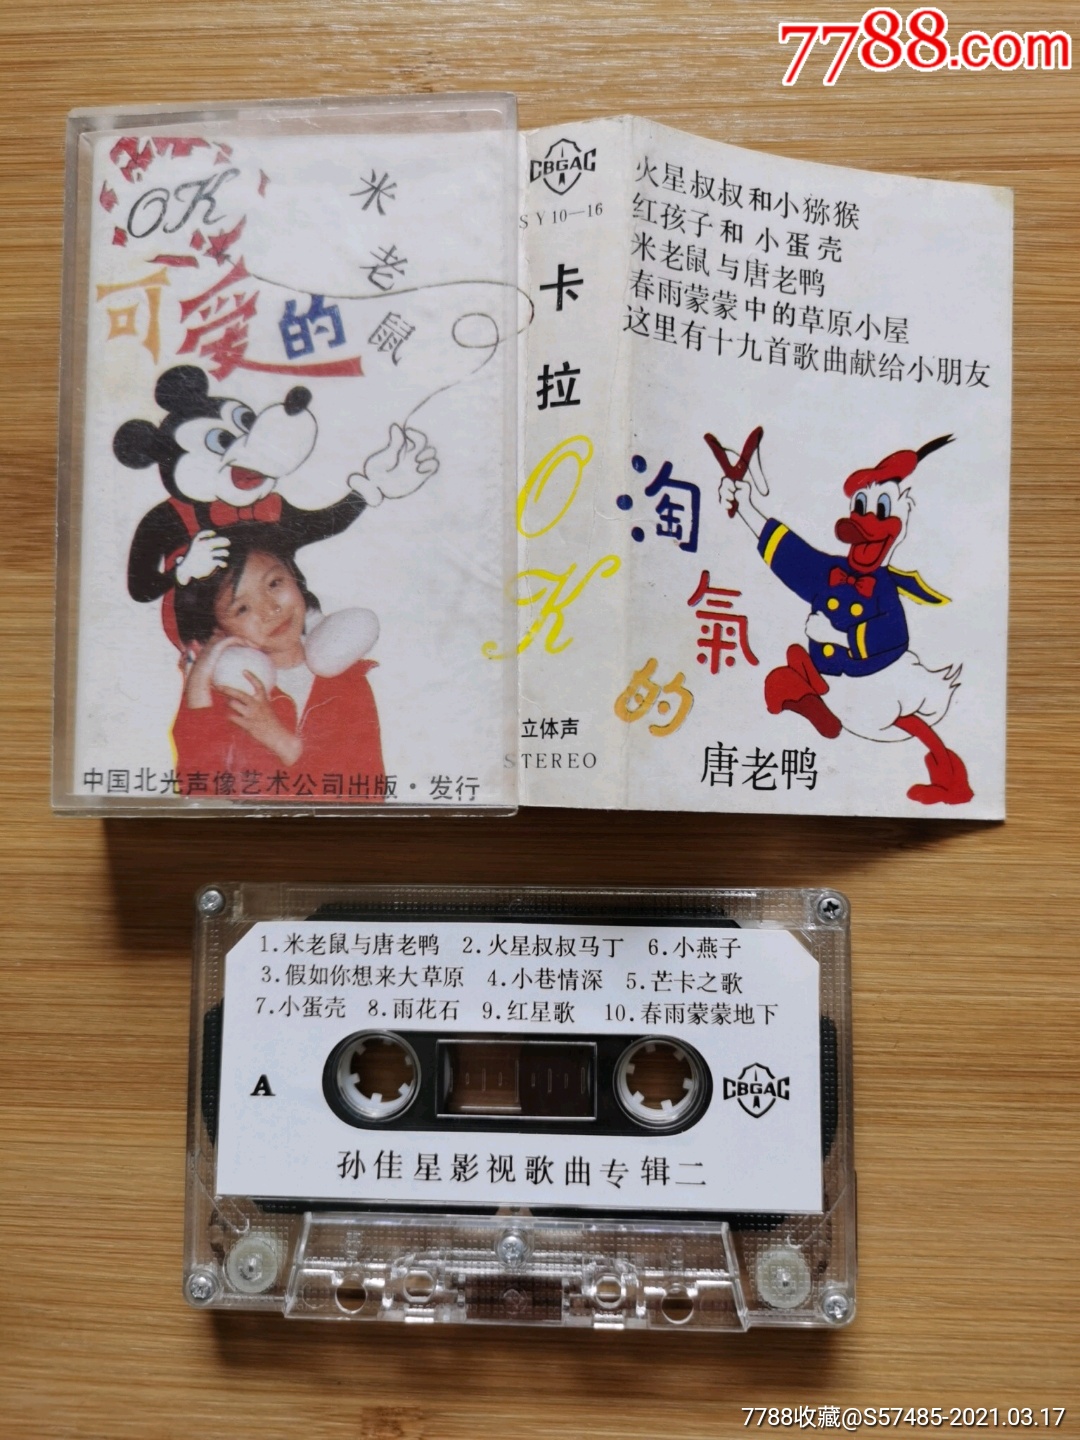 7788.com
OK
米老鼠
可爱的
中国北光声像艺术公司出版·发行
CBGAC
SY10—16
卡拉
OK
立体声
STEREO
火星叔叔和小猕猴
红孩子和 小蛋壳
米老鼠与唐老鸭
春雨蒙蒙中的草原小屋
这里有十九首歌曲献给小朋友
淘氣的
唐老鸭
1.米老鼠与唐老鸭 2.火星叔叔马丁 6.小燕子
3.假如你想来大草原 4.小巷情深 5.芒卡之歌
7.小蛋壳 8.雨花石 9.红星歌 10.春雨蒙蒙地下
A
CBGAC
孙佳星影视歌曲专辑二
7788收藏@S57485-2021.03.17